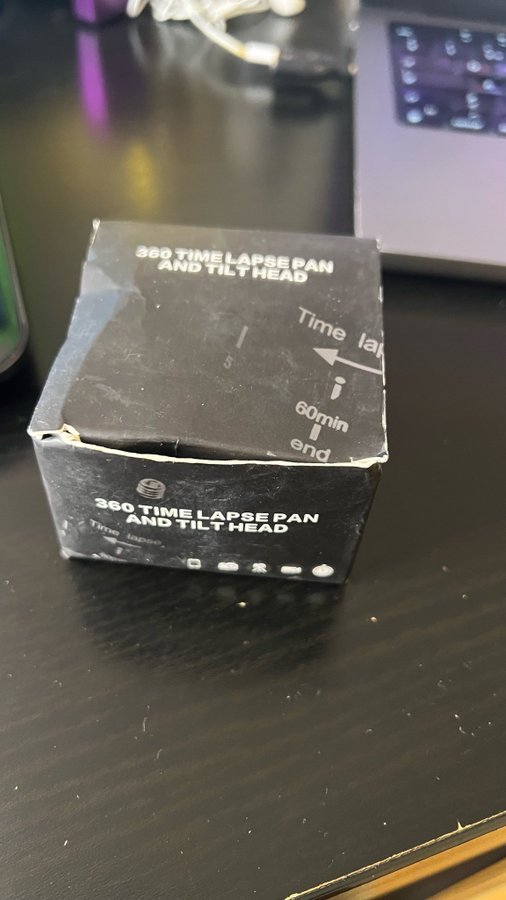 360 TIME LAPSE PAN
AND TILT HEAD
Time lap
5
60min
end
360 TIME LAPSE PAN
AND TILT HEAD
Time lapse